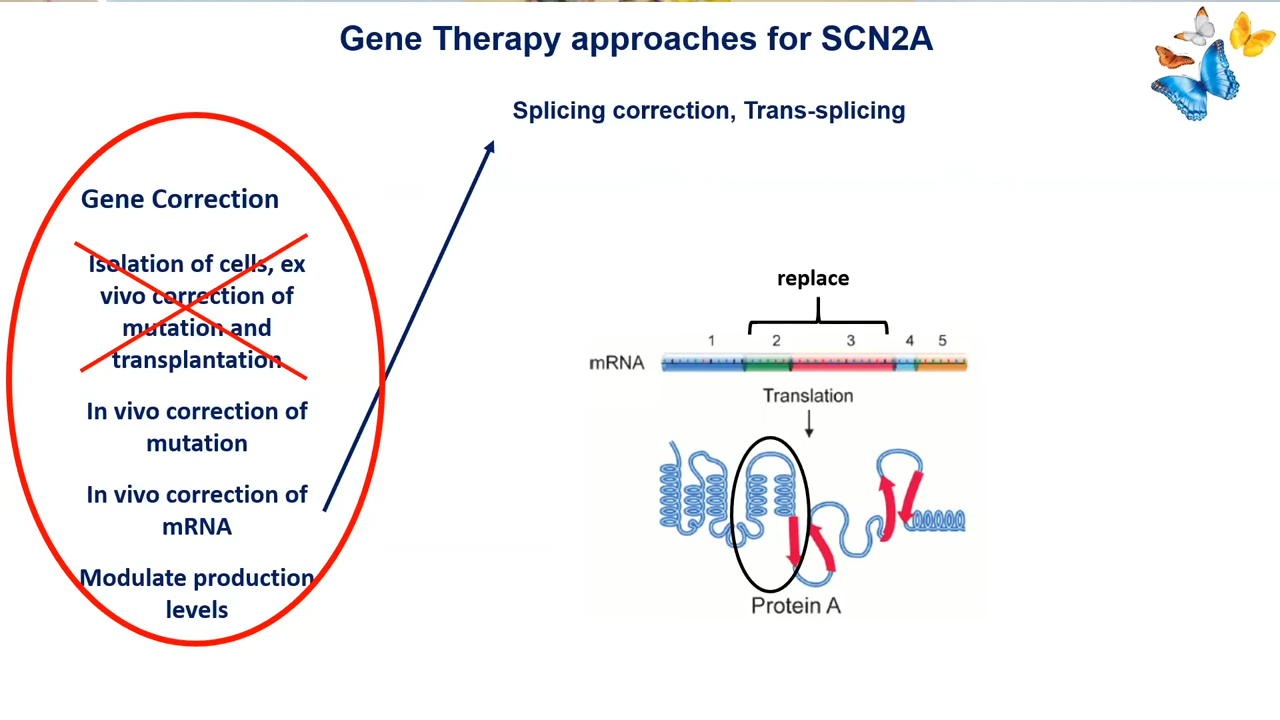 Gene Therapy approaches for SCN2A
Splicing correction, Trans-splicing
Gene Correction
Isolation of cells, ex
vivo correction of
mutation and
transplantation
In vivo correction of
mutation
In vivo correction of
mRNA
Modulate production
levels
replace
1 2 3 4 5
mRNA
Translation
Protein A